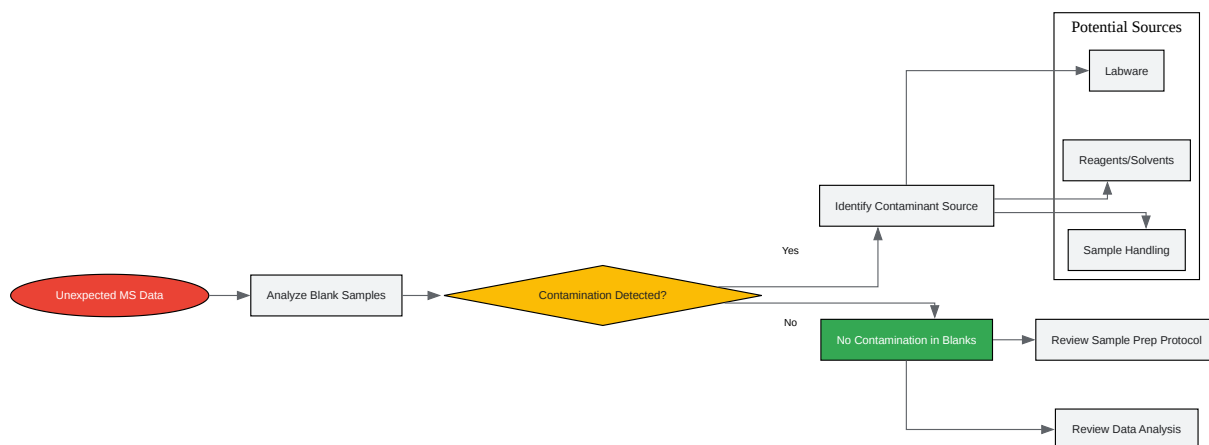 Potential Sources
Labware
Reagents/Solvents
Identify Contaminant Source
Sample Handling
Yes
Unexpected MS Data
Analyze Blank Samples
Contamination Detected?
No
No Contamination in Blanks
Review Sample Prep Protocol
Review Data Analysis